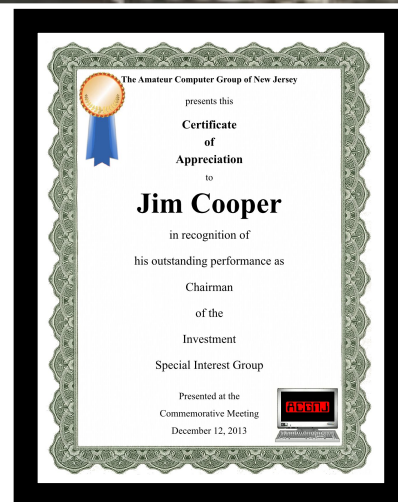 The Amateur Computer Group of New Jersey
presents this
Certificate
of
Appreciation
to
Jim Cooper
in recognition of
his outstanding performance as
Chairman
of the
Investment
Special Interest Group
Presented at the
Commemorative Meeting
December 12, 2013
ACGNJ